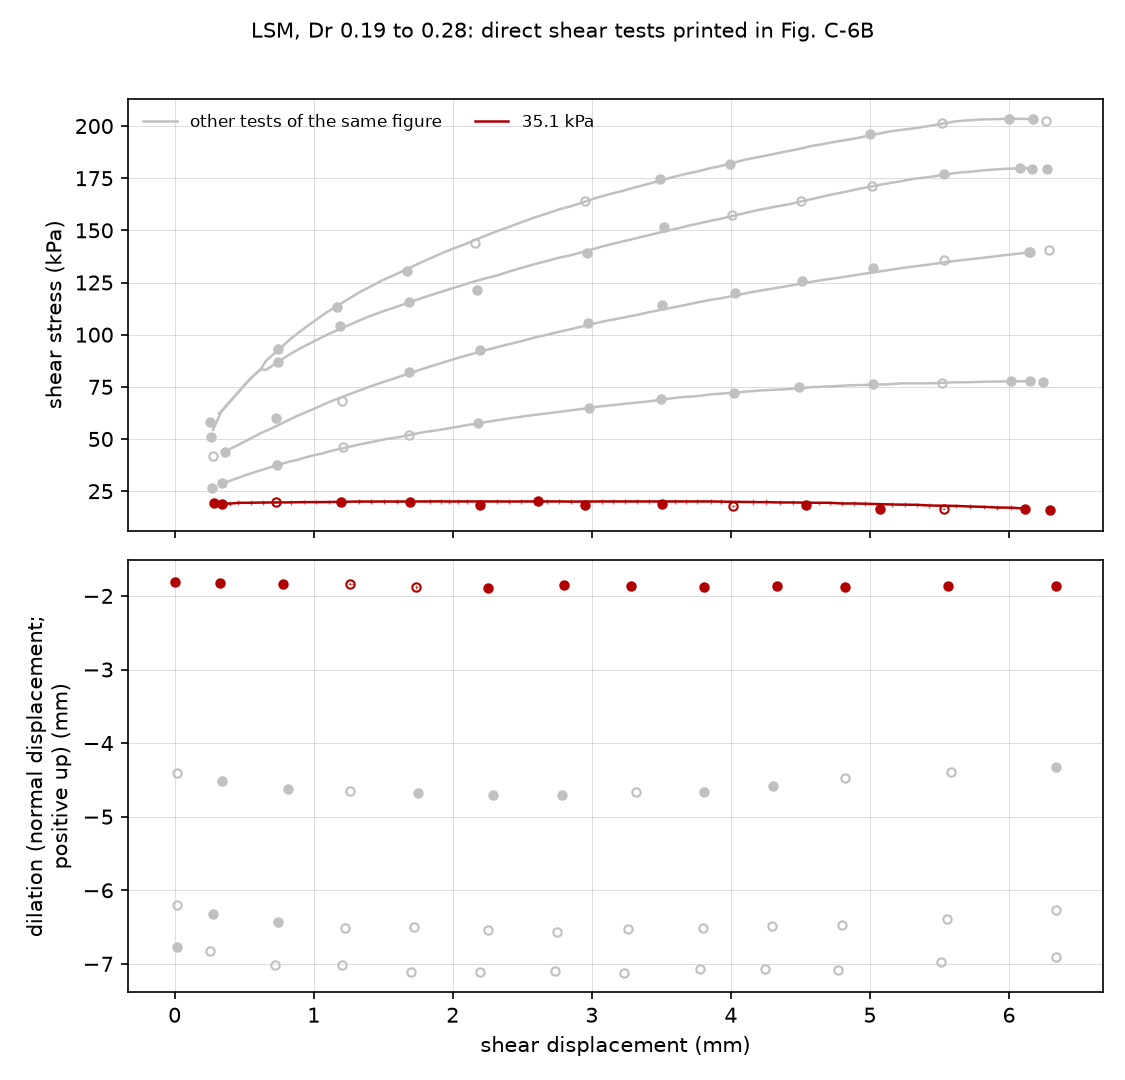 LSM, Dr 0.19 to 0.28: direct shear tests printed in Fig. C-6B
other tests of the same figure
35.1 kPa
shear stress (kPa)
200
175
150
125
100
75
50
25
dilation (normal displacement;
positive up) (mm)
−2
−3
−4
−5
−6
−7
0 1 2 3 4 5 6
shear displacement (mm)